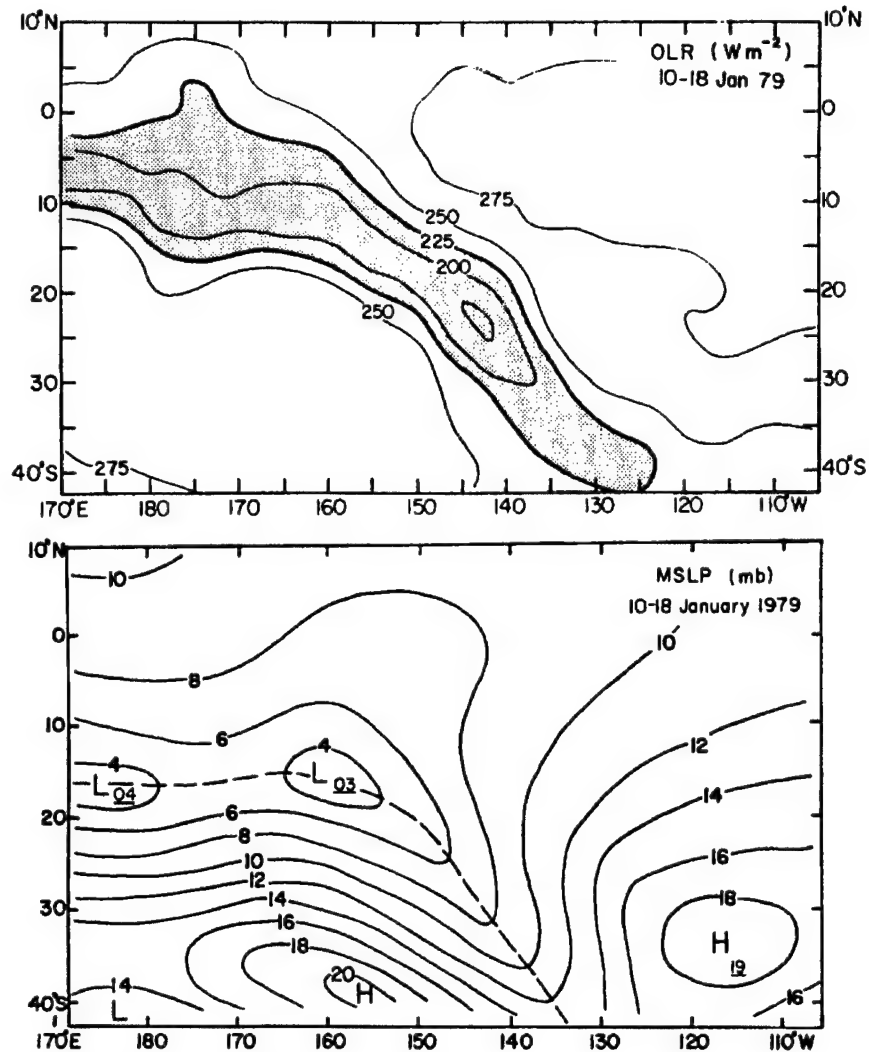 10°N
10°N
OLR (Wm⁻²)
10-18 Jan 79
0
0
10
10
275
250
225
200
20
20
250
30
30
275
40°S
40°S
170°E 180 170 160 150 140 130 120 110°W
10°N
10
MSLP (mb)
10-18 January 1979
0
10
8
10
6
12
4
4
L 04
L 03
14
20
6
8
16
10
12
18
30
14
16
18
H 19
20
H
14
L
16
40°S
170°E 180 170 160 150 140 130 120 110°W